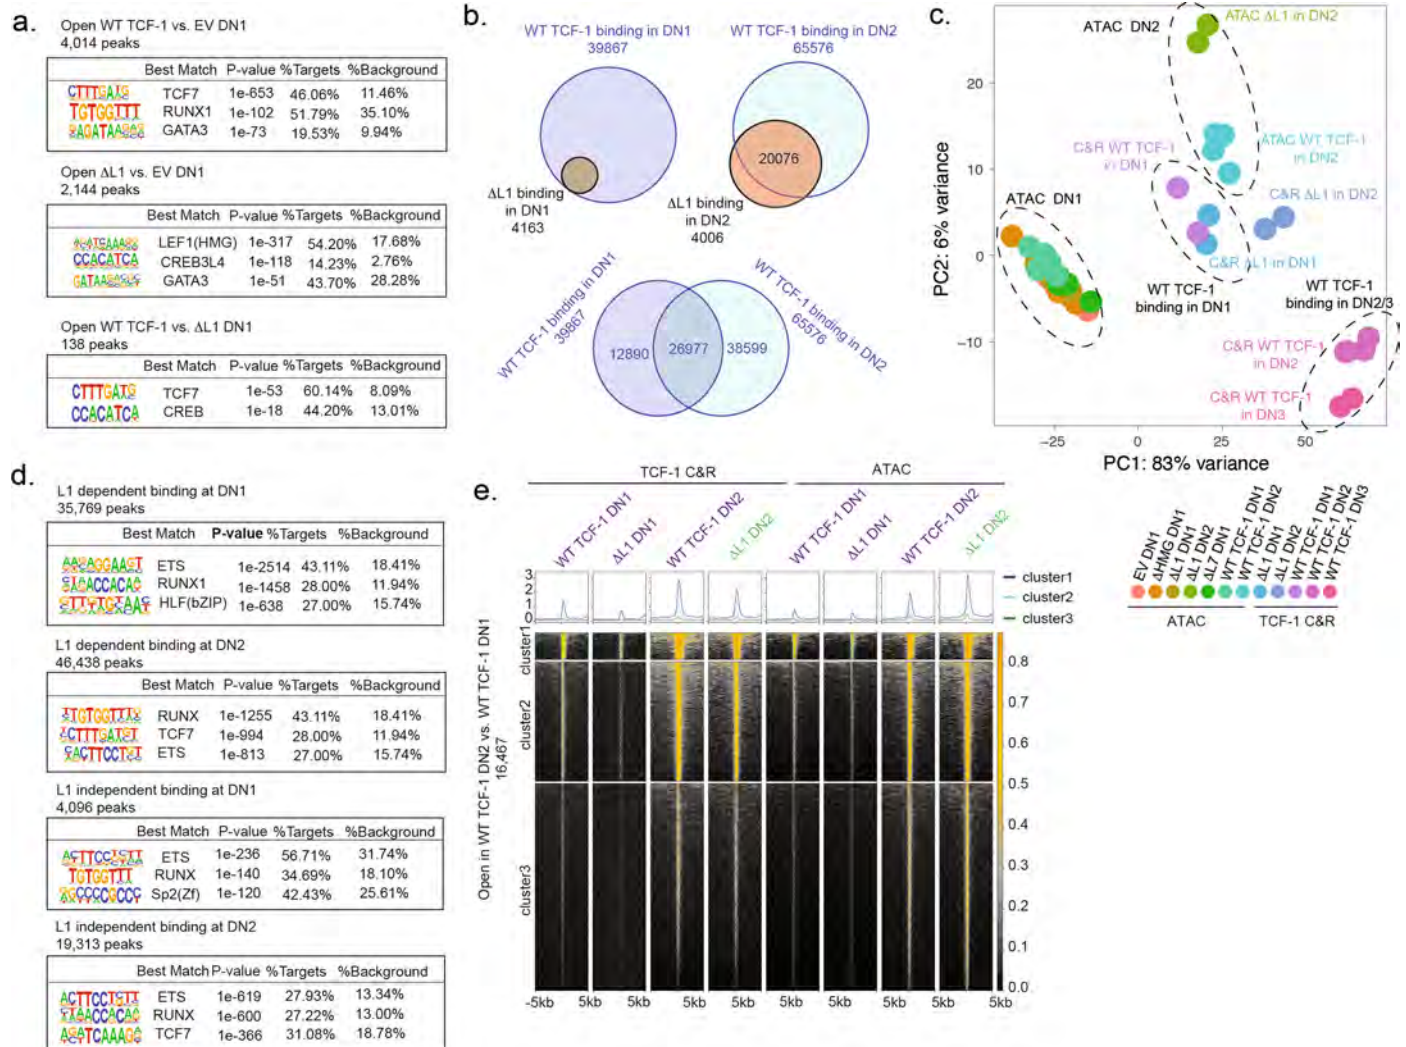 a.
Open WT TCF-1 vs. EV DN1
4,014 peaks
Best Match P-value %Targets %Background
CTTTGATG TCF7 1e-653 46.06% 11.46%
TGTGGTTT RUNX1 1e-102 51.79% 35.10%
GATA3 1e-73 19.53% 9.94%
Open ΔL1 vs. EV DN1
2,144 peaks
Best Match P-value %Targets %Background
LEF1(HMG) 1e-317 54.20% 17.68%
CCACATCA CREB3L4 1e-118 14.23% 2.76%
GATA3 1e-51 43.70% 28.28%
Open WT TCF-1 vs. ΔL1 DN1
138 peaks
Best Match P-value %Targets %Background
CTTTGATG TCF7 1e-53 60.14% 8.09%
CCACATCA CREB 1e-18 44.20% 13.01%
b.
WT TCF-1 binding in DN1
39867
WT TCF-1 binding in DN2
65576
20076
ΔL1 binding
in DN1
4163
ΔL1 binding
in DN2
4006
WT TCF-1 binding in DN1
39867
WT TCF-1 binding in DN2
65576
12890
26977
38599
c.
ATAC ΔL1 in DN2
ATAC DN2
C&R WT TCF-1
in DN1
ATAC WT TCF-1
in DN2
ATAC DN1
C&R ΔL1 in DN2
C&R ΔL1 in DN1
WT TCF-1
binding in DN1
WT TCF-1
binding in DN2/3
C&R WT TCF-1
in DN2
C&R WT TCF-1
in DN3
PC2: 6% variance
20
10
0
−10
−25
0
25
50
PC1: 83% variance
EV DN1
ΔHMG DN1
ΔL1 DN1
ΔL1 DN2
ΔL7 DN1
WT TCF-1 DN1
WT TCF-1 DN2
ΔL1 DN1
ΔL1 DN2
WT TCF-1 DN1
WT TCF-1 DN2
WT TCF-1 DN3
ATAC
TCF-1 C&R
d.
L1 dependent binding at DN1
35,769 peaks
Best Match P-value %Targets %Background
ETS 1e-2514 43.11% 18.41%
RUNX1 1e-1458 28.00% 11.94%
HLF(bZIP) 1e-638 27.00% 15.74%
L1 dependent binding at DN2
46,438 peaks
Best Match P-value %Targets %Background
RUNX 1e-1255 43.11% 18.41%
TCF7 1e-994 28.00% 11.94%
ETS 1e-813 27.00% 15.74%
L1 independent binding at DN1
4,096 peaks
Best Match P-value %Targets %Background
ETS 1e-236 56.71% 31.74%
TGTGGTTT RUNX 1e-140 34.69% 18.10%
Sp2(Zf) 1e-120 42.43% 25.61%
L1 independent binding at DN2
19,313 peaks
Best Match P-value %Targets %Background
ETS 1e-619 27.93% 13.34%
RUNX 1e-600 27.22% 13.00%
TCF7 1e-366 31.08% 18.78%
e.
TCF-1 C&R
ATAC
WT TCF-1 DN1
ΔL1 DN1
WT TCF-1 DN2
ΔL1 DN2
WT TCF-1 DN1
ΔL1 DN1
WT TCF-1 DN2
ΔL1 DN2
3
2
1
0
cluster1
cluster2
cluster3
Open in WT TCF-1 DN2 vs. WT TCF-1 DN1
16,467
cluster1
cluster2
cluster3
0.8
0.7
0.6
0.5
0.4
0.3
0.2
0.1
0.0
-5kb 5kb 5kb 5kb 5kb 5kb 5kb 5kb 5kb